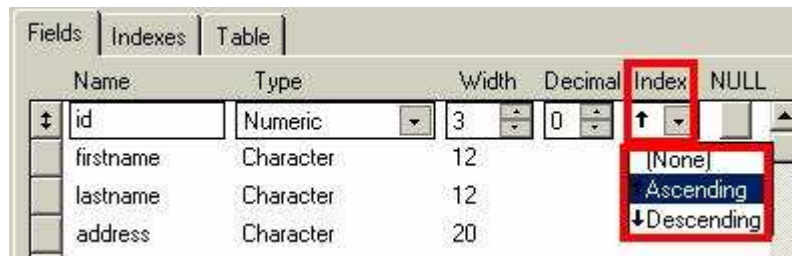 Fields Indexes Table
Name Type Width Decimal Index NULL
id Numeric 3 0
firstname Character 12 (None)
lastname Character 12 Ascending
address Character 20 Descending